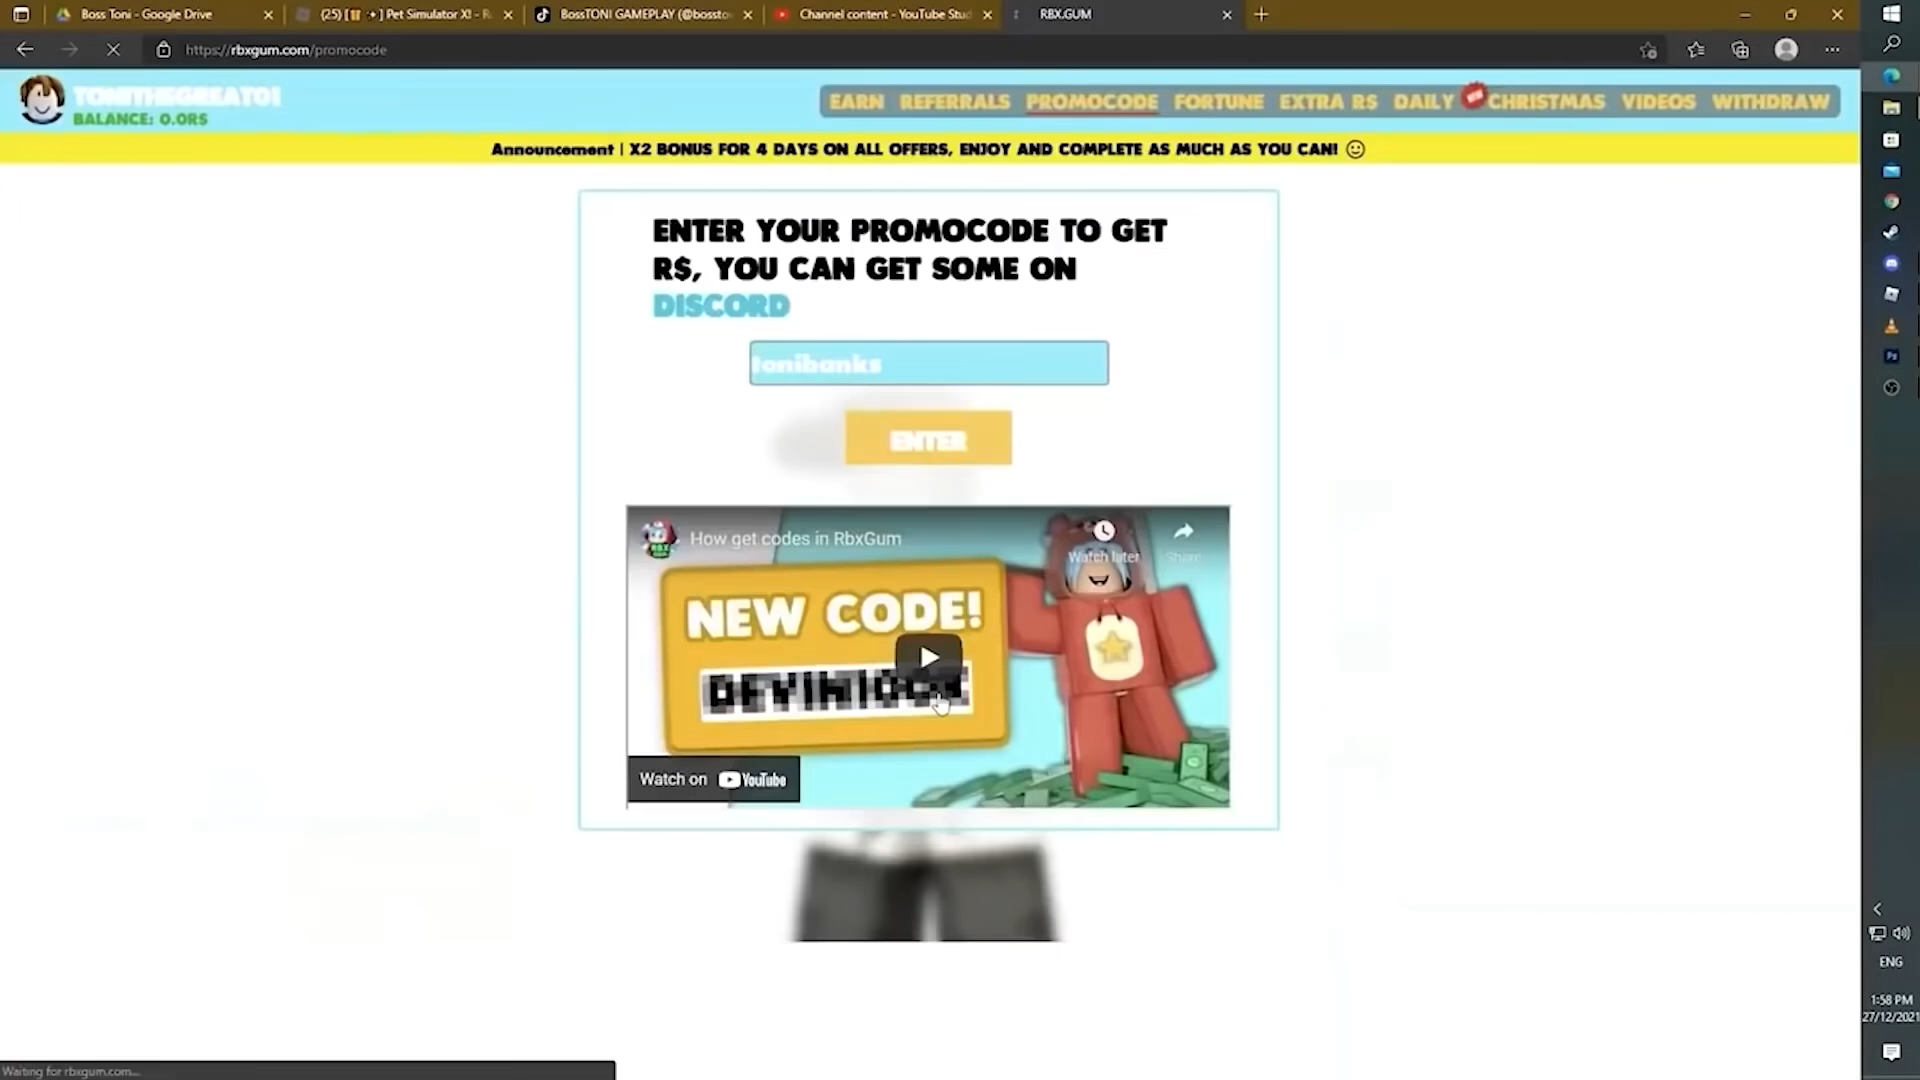 Boss Toni - Google Drive
(25) [ ] Pet Simulator X! - R
BossTONI GAMEPLAY (@bossto
Channel content - YouTube Stud
RBX.GUM
https://rbxgum.com/promocode
TONITHEGREAT01
BALANCE: 0.0R$
EARN REFERRALS PROMOCODE FORTUNE EXTRA R$ DAILY CHRISTMAS VIDEOS WITHDRAW
Announcement | X2 BONUS FOR 4 DAYS ON ALL OFFERS, ENJOY AND COMPLETE AS MUCH AS YOU CAN!
ENTER YOUR PROMOCODE TO GET
R$, YOU CAN GET SOME ON
DISCORD
tonibanks
ENTER
How get codes in RbxGum
Watch later
Share
NEW CODE!
Watch on YouTube
Waiting for rbxgum.com...
Ps
ENG
1:58 PM
27/12/2021